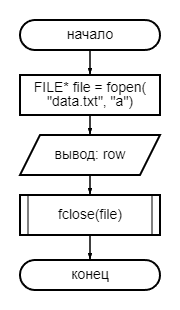 начало
FILE* file = fopen(
"data.txt", "a")
вывод: row
fclose(file)
конец